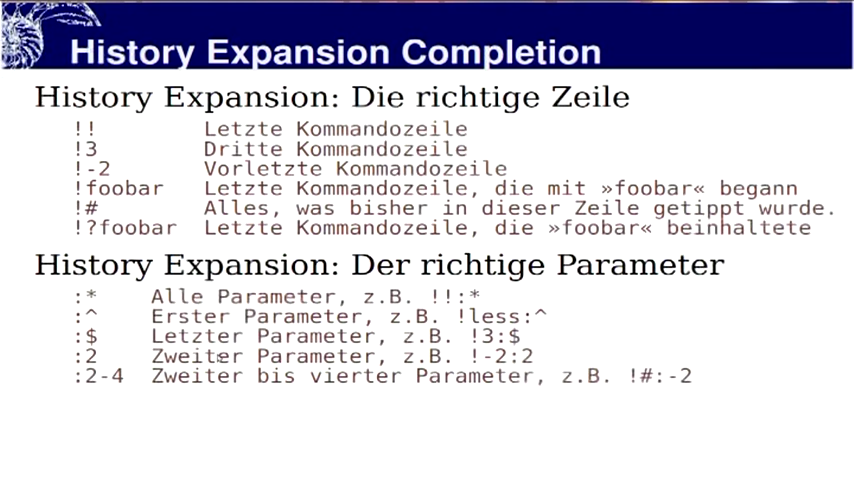 History Expansion Completion
History Expansion: Die richtige Zeile
!! Letzte Kommandozeile
!3 Dritte Kommandozeile
!-2 Vorletzte Kommandozeile
!foobar Letzte Kommandozeile, die mit »foobar« begann
!# Alles, was bisher in dieser Zeile getippt wurde.
!?foobar Letzte Kommandozeile, die »foobar« beinhaltete
History Expansion: Der richtige Parameter
:* Alle Parameter, z.B. !!:*
:^ Erster Parameter, z.B. !less:^
:$ Letzter Parameter, z.B. !3:$
:2 Zweiter Parameter, z.B. !-2:2
:2-4 Zweiter bis vierter Parameter, z.B. !#:-2